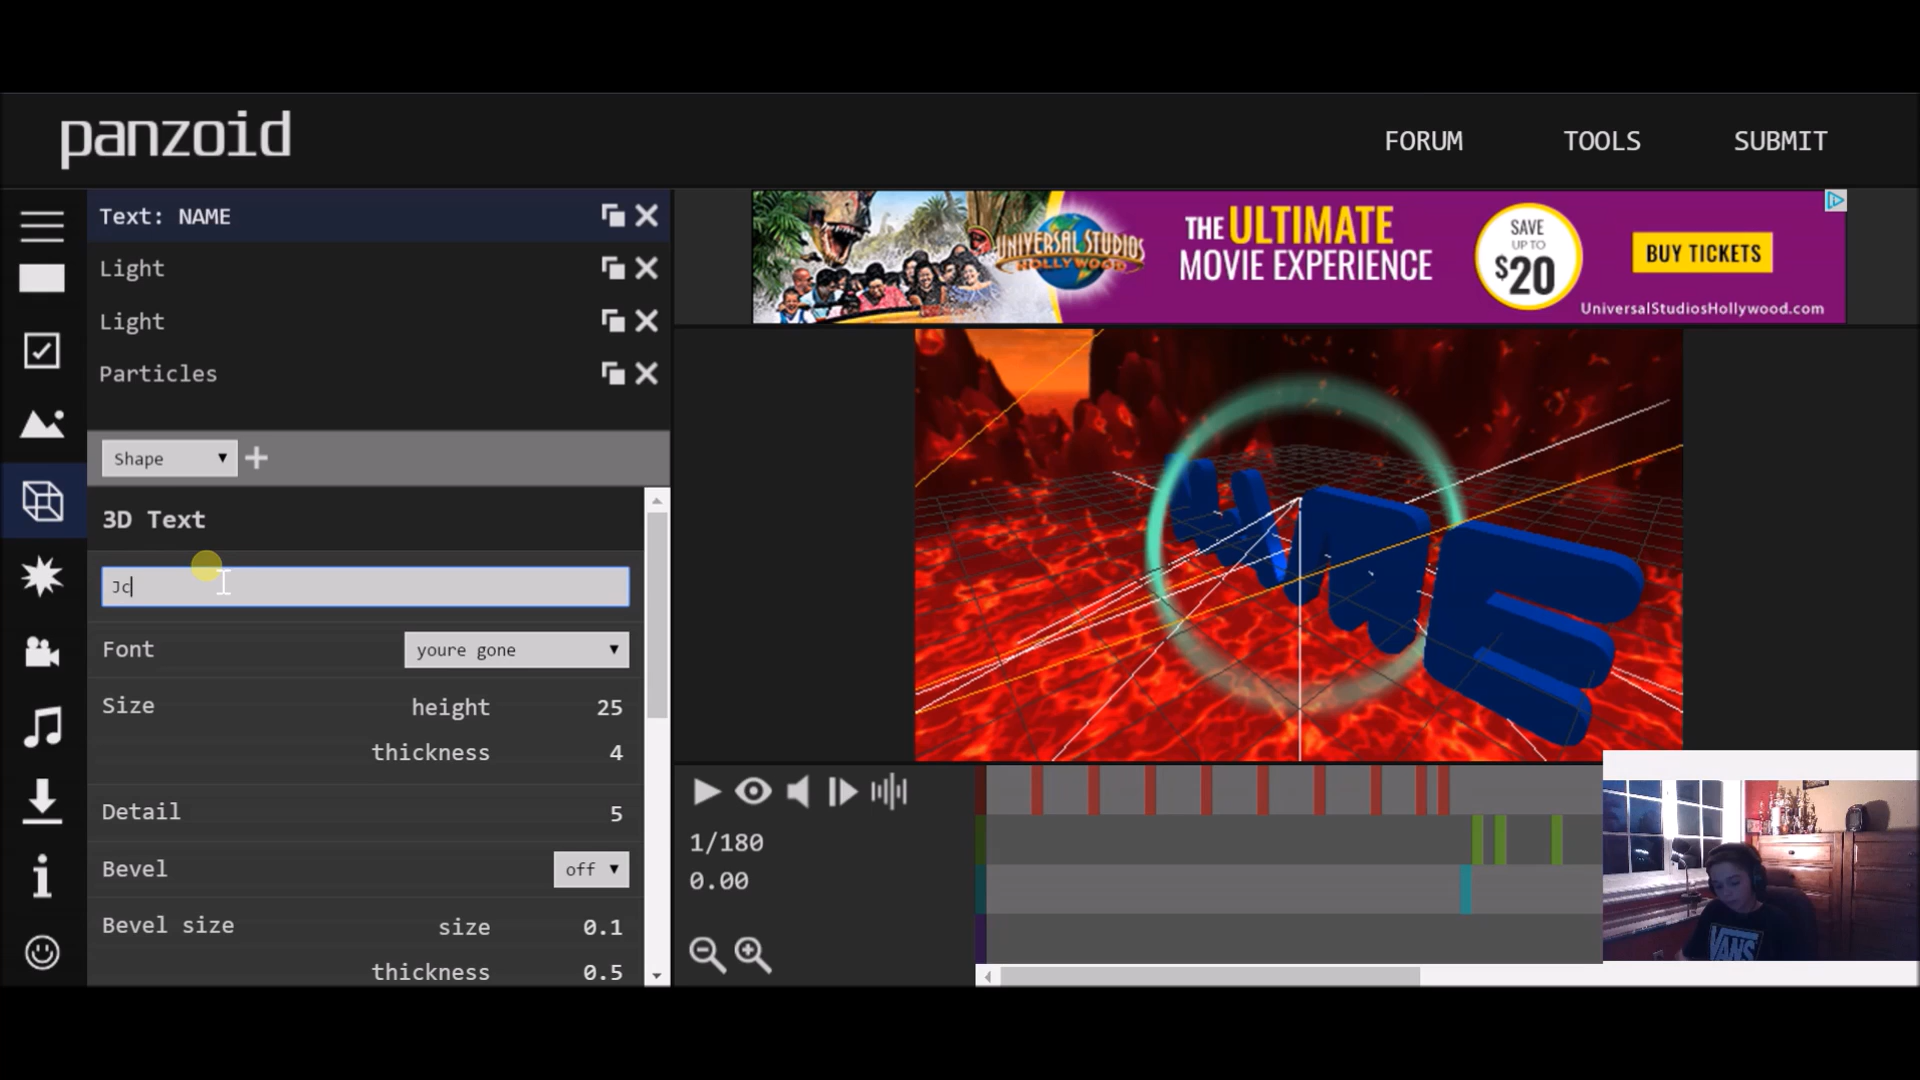 panzoid
FORUM
TOOLS
SUBMIT
Text: NAME
Light
Light
Particles
Shape
3D Text
Jc
Font
youre gone
Size
height
25
thickness
4
Detail
5
Bevel
off
Bevel size
size
0.1
thickness
0.5
UNIVERSAL STUDIOS
HOLLYWOOD
THE ULTIMATE
MOVIE EXPERIENCE
SAVE
UP TO
$20
BUY TICKETS
UniversalStudiosHollywood.com
NAME
1/180
0.00
VANS